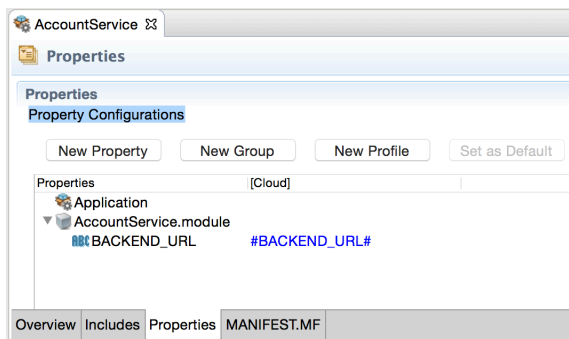 AccountService
Properties
Properties
Property Configurations
New Property New Group New Profile Set as Default
Properties [Cloud]
Application
AccountService.module
ABC BACKEND_URL #BACKEND_URL#
Overview Includes Properties MANIFEST.MF